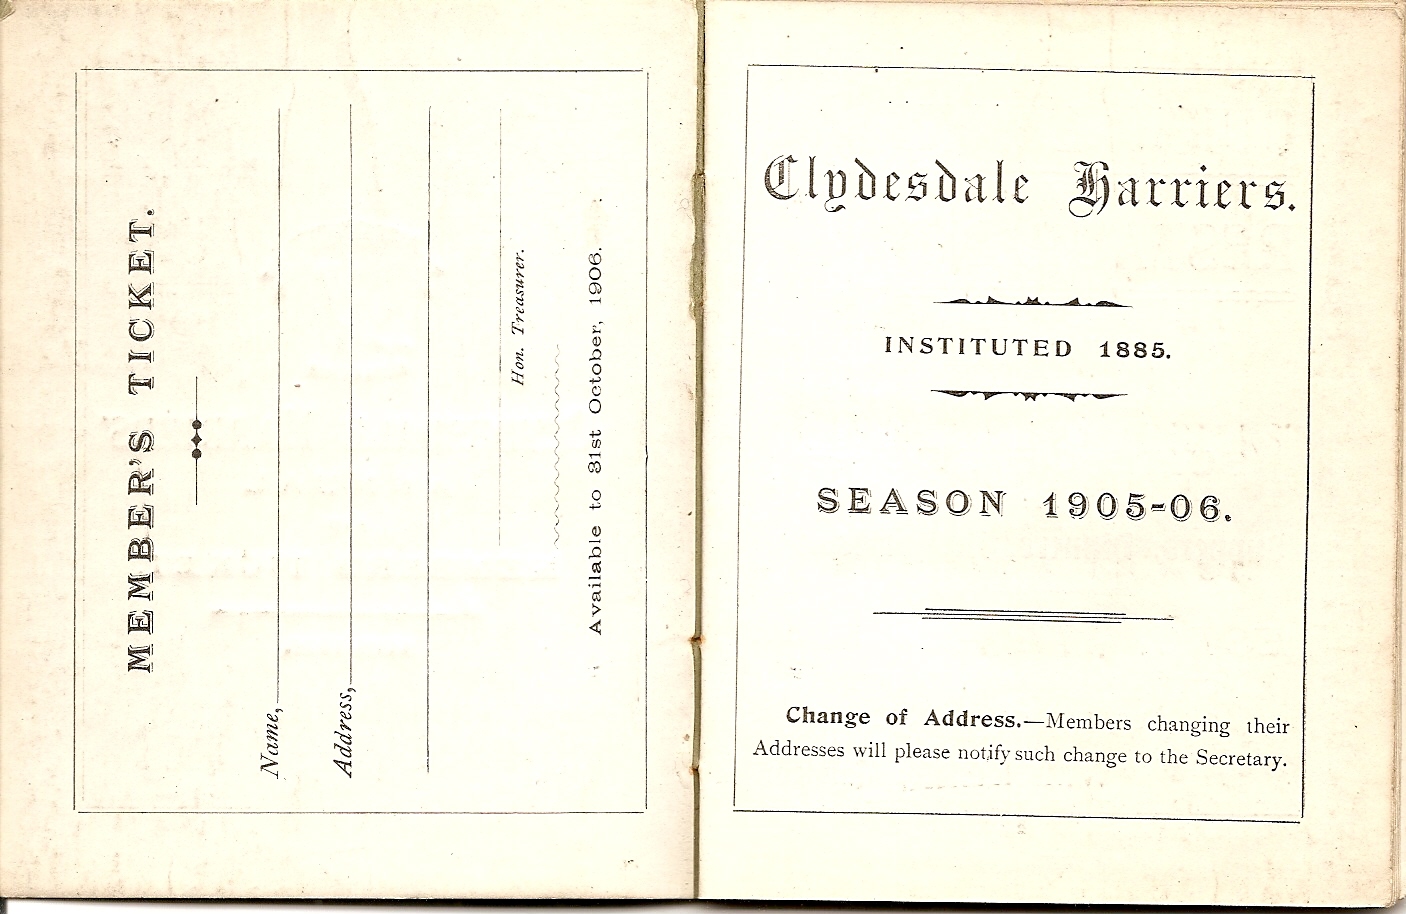 MEMBER'S TICKET.
Name,
Address,
Hon. Treasurer.
Available to 31st October, 1906.
Clydesdale Harriers.
INSTITUTED 1885.
SEASON 1905-06.
Change of Address.—Members changing their
Addresses will please notify such change to the Secretary.